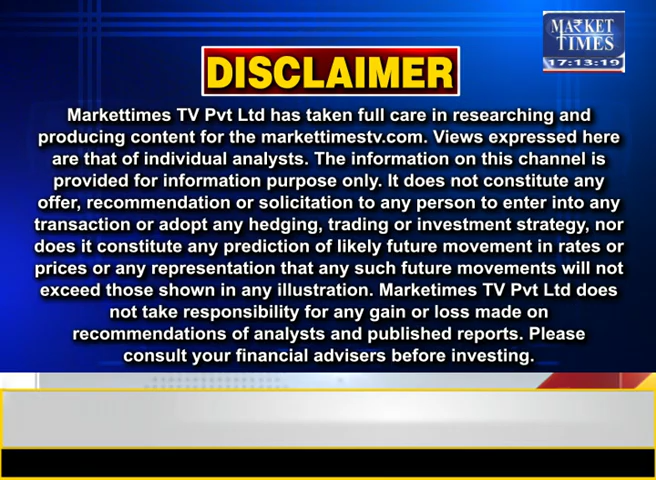 MA₹KET
TIMES
17:13:19
DISCLAIMER
Markettimes TV Pvt Ltd has taken full care in researching and
producing content for the markettimestv.com. Views expressed here
are that of individual analysts. The information on this channel is
provided for information purpose only. It does not constitute any
offer, recommendation or solicitation to any person to enter into any
transaction or adopt any hedging, trading or investment strategy, nor
does it constitute any prediction of likely future movement in rates or
prices or any representation that any such future movements will not
exceed those shown in any illustration. Marketimes TV Pvt Ltd does
not take responsibility for any gain or loss made on
recommendations of analysts and published reports. Please
consult your financial advisers before investing.